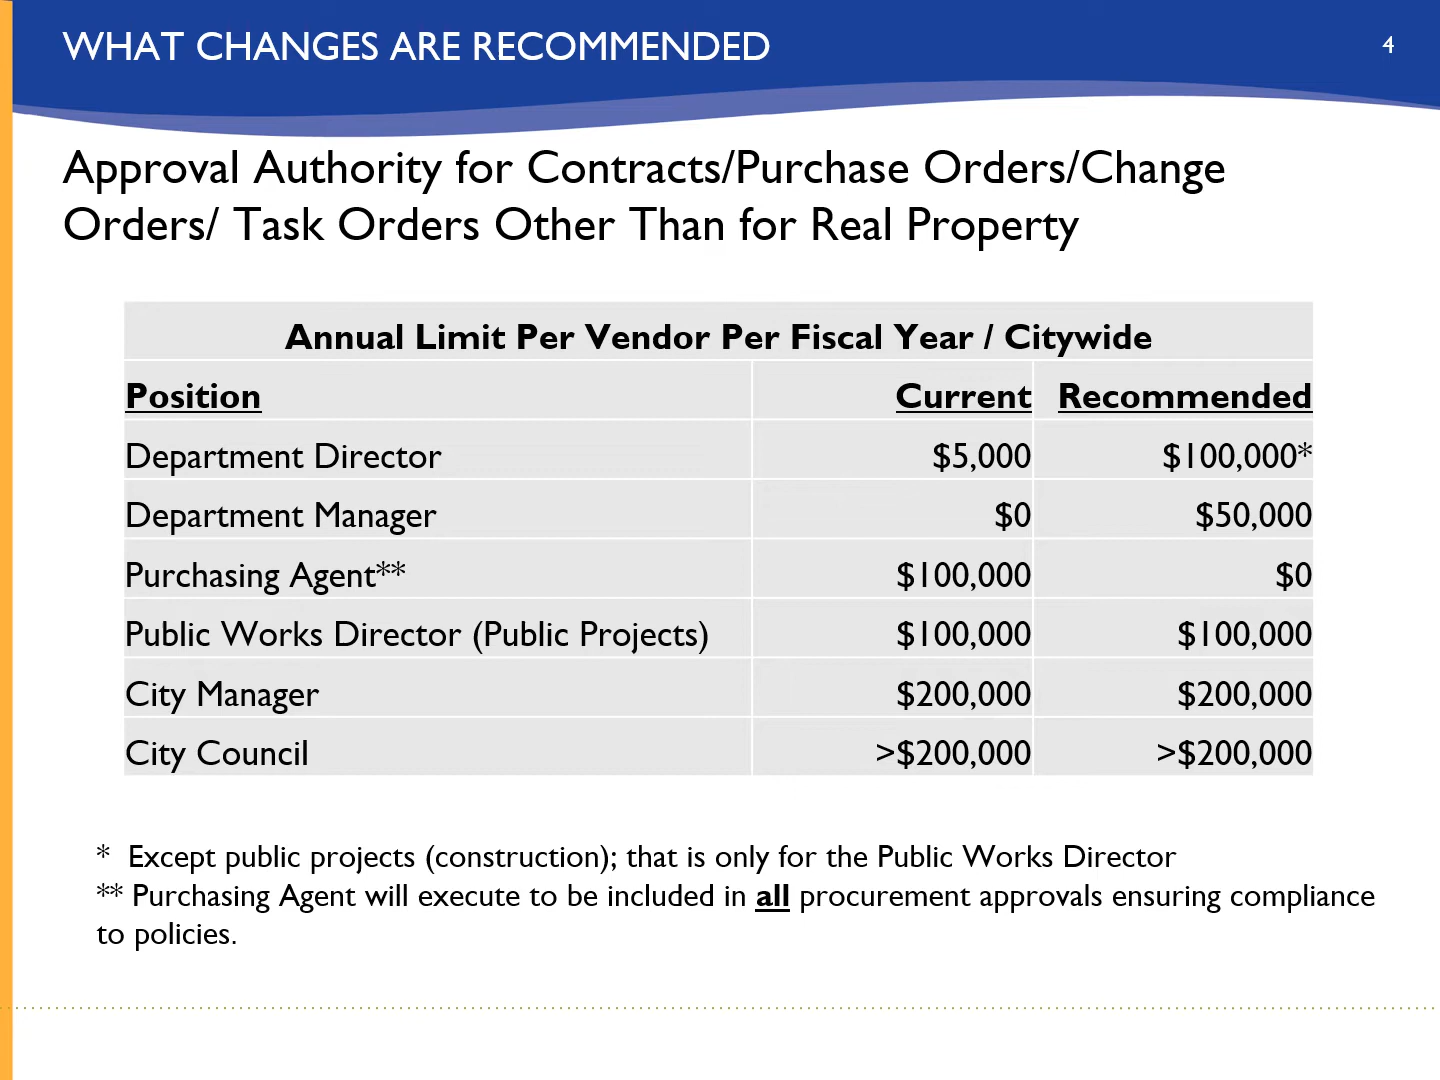 WHAT CHANGES ARE RECOMMENDED
4
Approval Authority for Contracts/Purchase Orders/Change
Orders/ Task Orders Other Than for Real Property
Annual Limit Per Vendor Per Fiscal Year / Citywide
Position Current Recommended
Department Director $5,000 $100,000*
Department Manager $0 $50,000
Purchasing Agent** $100,000 $0
Public Works Director (Public Projects) $100,000 $100,000
City Manager $200,000 $200,000
City Council >$200,000 >$200,000
* Except public projects (construction); that is only for the Public Works Director
** Purchasing Agent will execute to be included in all procurement approvals ensuring compliance
to policies.